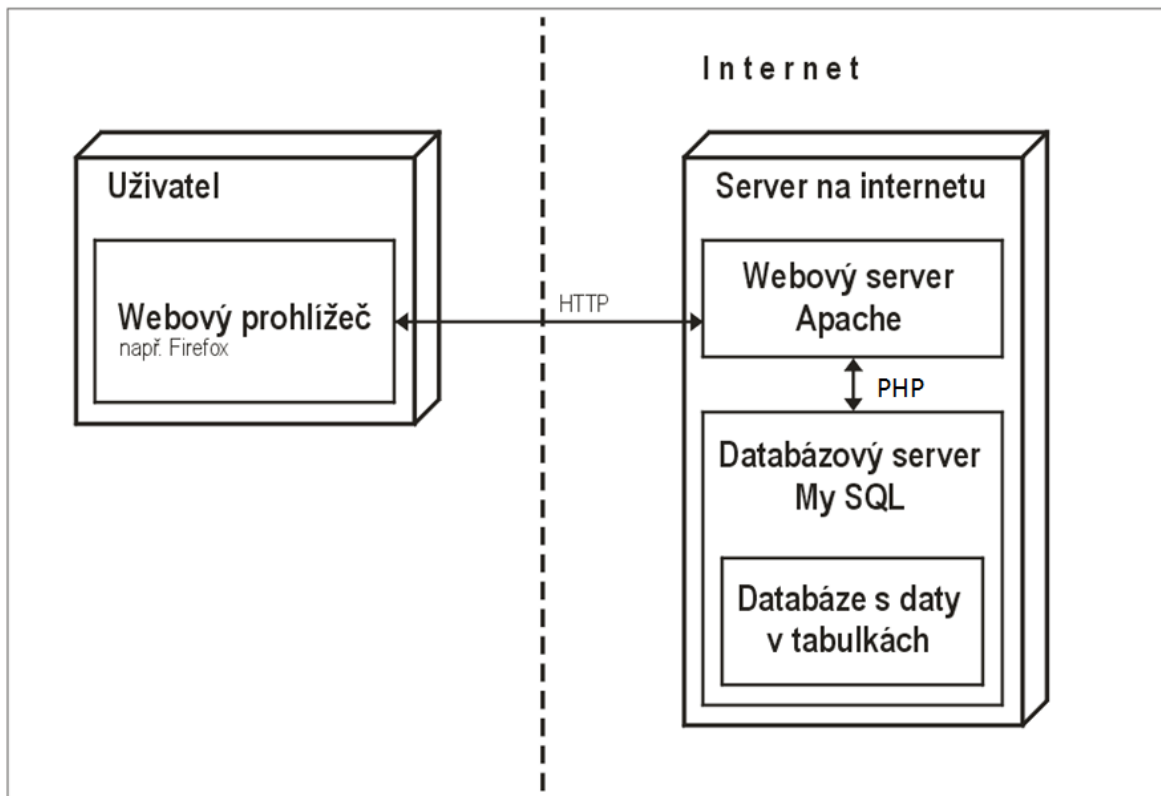 I n t e r n e t
Uživatel
Webový prohlížeč
např. Firefox
HTTP
Server na internetu
Webový server
Apache
PHP
Databázový server
My SQL
Databáze s daty
v tabulkách